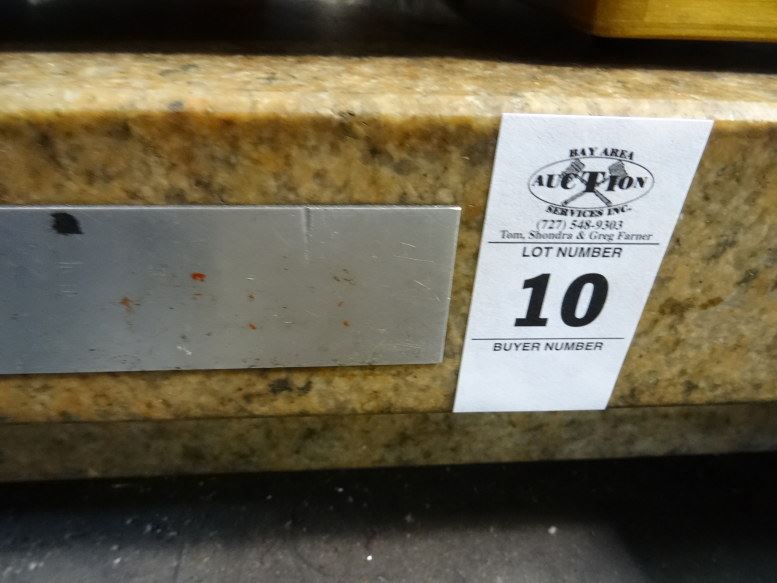 BAY AREA
AUCTION
SERVICES INC.
(727) 548-9303
Tom, Shondra & Greg Farner
LOT NUMBER
10
BUYER NUMBER